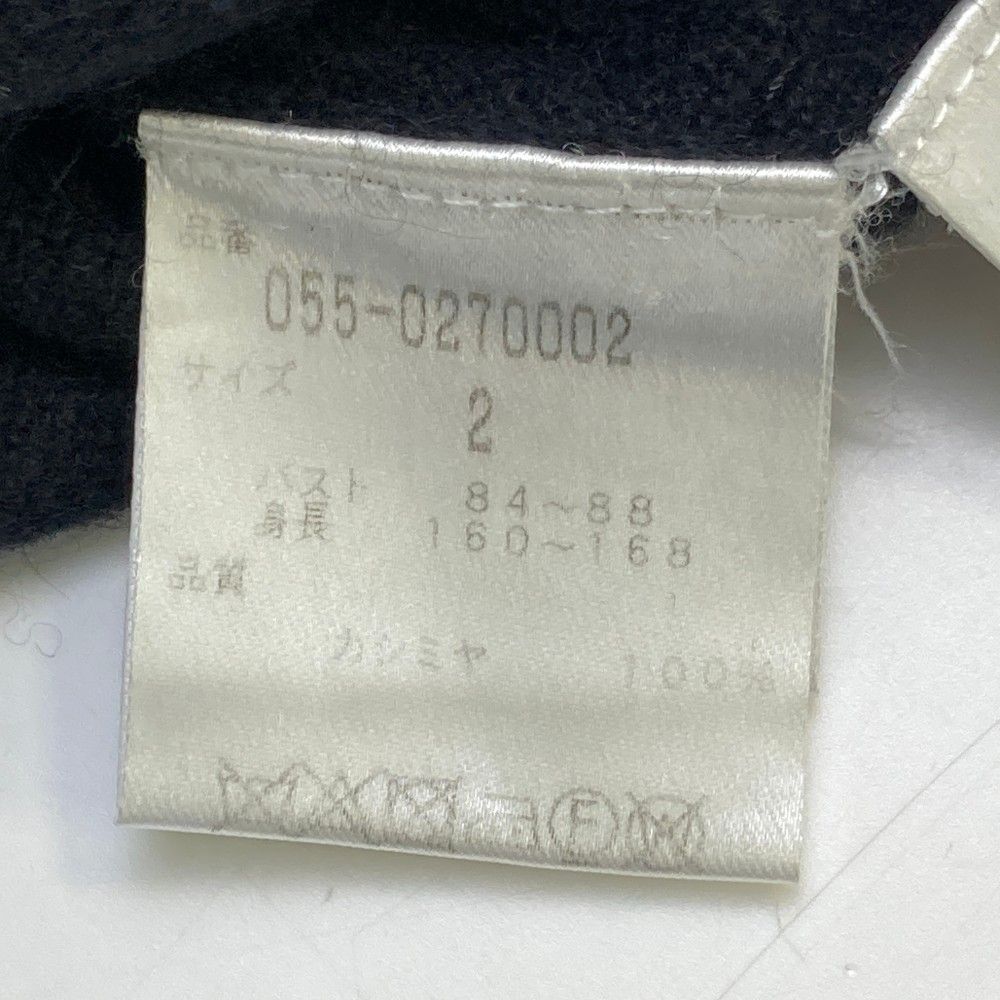 品番
055-0270002
サイズ
2
バスト 84～88
身長 160～168
品質
カシミヤ 100%
F W